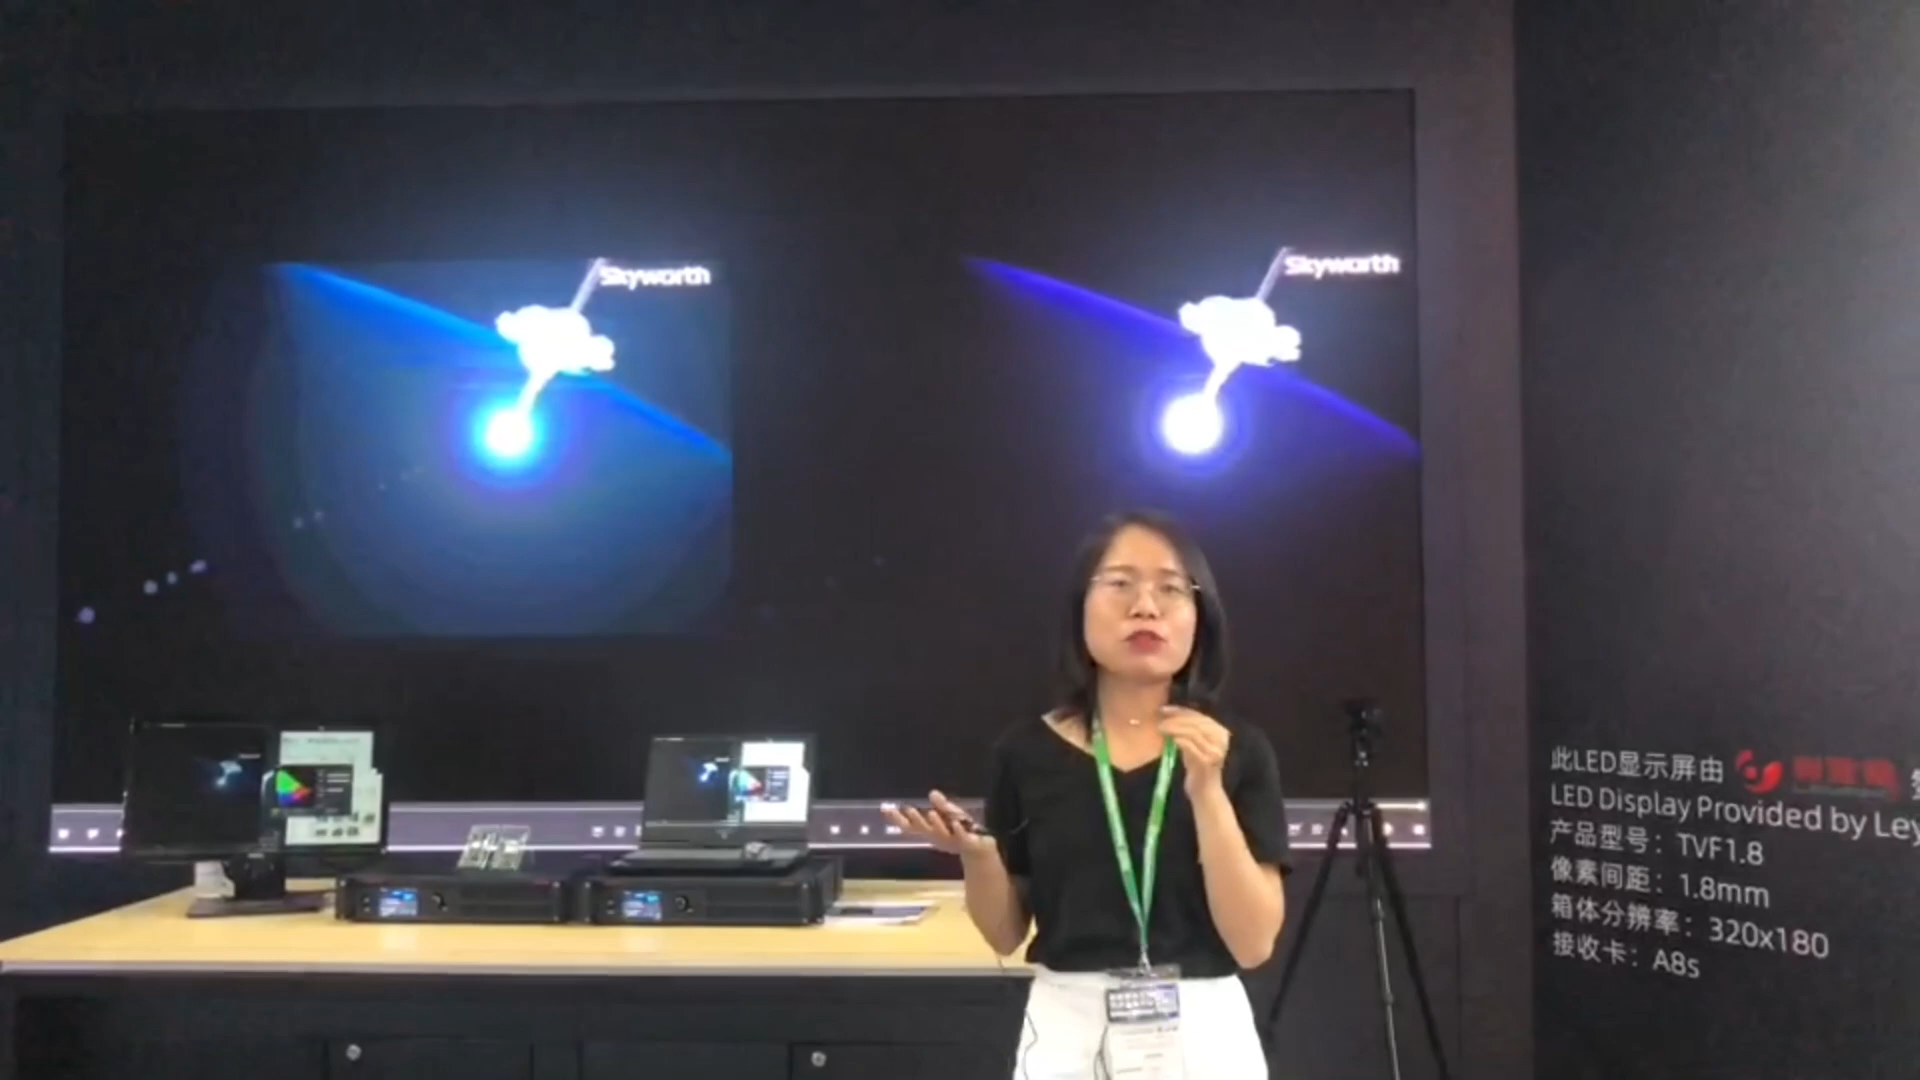 Skyworth
Skyworth
此LED显示屏由
LED Display Provided by Ley
产品型号：TVF1.8
像素间距：1.8mm
箱体分辨率：320x180
接收卡：A8s